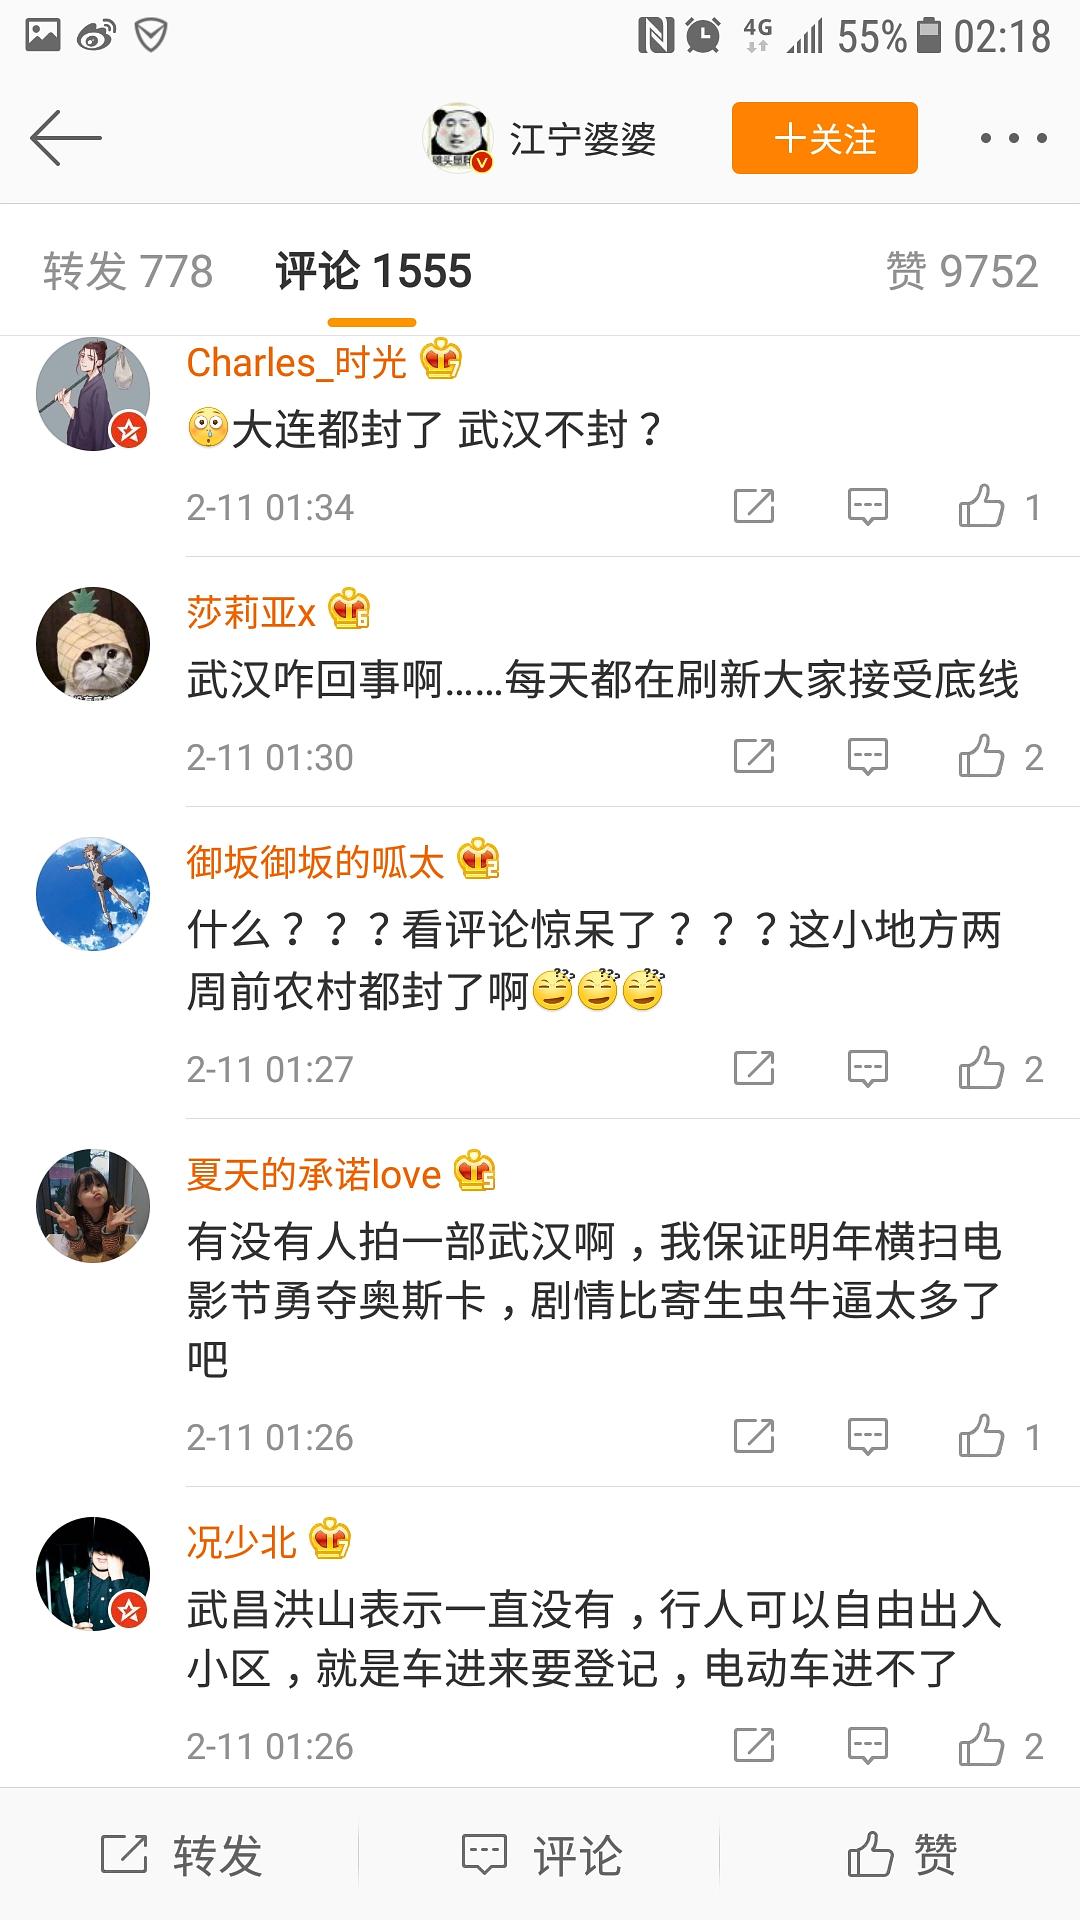 4G 55% 02:18
江宁婆婆
十关注
转发 778 评论 1555 赞 9752
Charles_时光
大连都封了 武汉不封？
2-11 01:34 1
莎莉亚x
武汉咋回事啊……每天都在刷新大家接受底线
2-11 01:30 2
御坂御坂的呱太
什么？？？看评论惊呆了？？？这小地方两
周前农村都封了啊
2-11 01:27 2
夏天的承诺love
有没有人拍一部武汉啊，我保证明年横扫电
影节勇夺奥斯卡，剧情比寄生虫牛逼太多了
吧
2-11 01:26 1
况少北
武昌洪山表示一直没有，行人可以自由出入
小区，就是车进来要登记，电动车进不了
2-11 01:26 2
转发 评论 赞